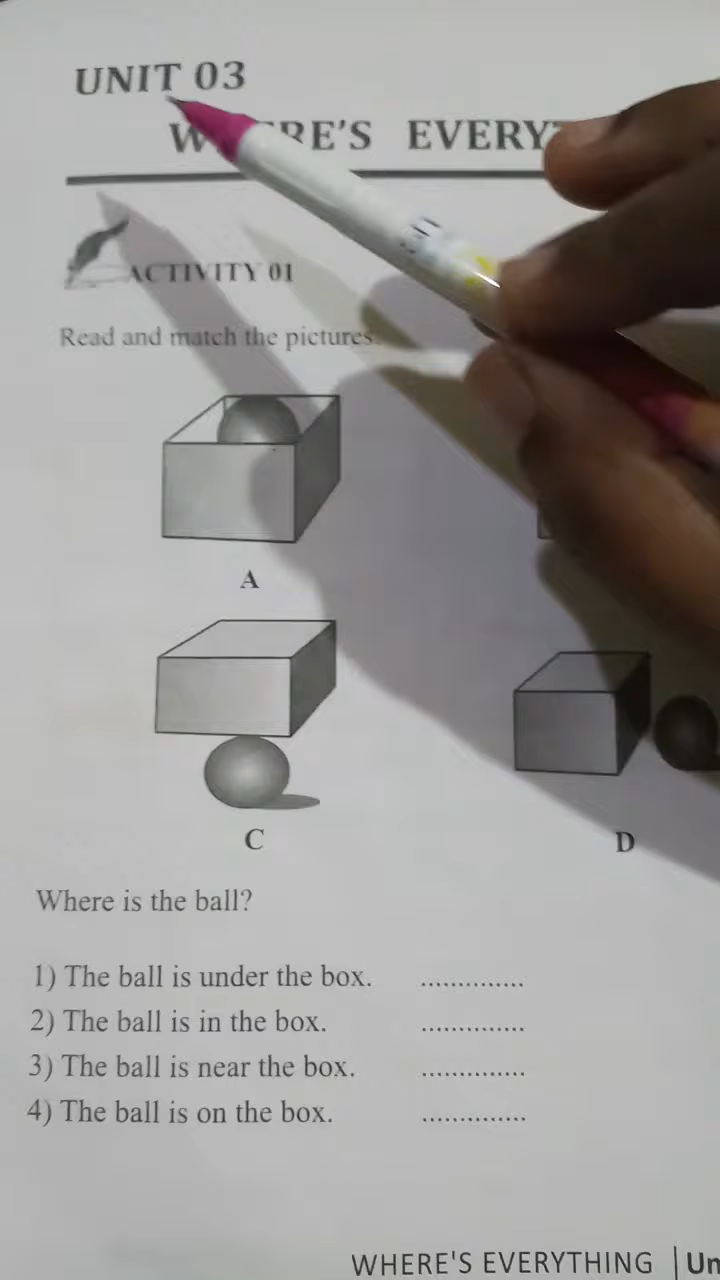 UNIT 03
EVERY
ACTIVITY 01
Read and match the pictures.
A
C
D
Where is the ball?
1) The ball is under the box. ..............
2) The ball is in the box. ..............
3) The ball is near the box. ..............
4) The ball is on the box. ..............
WHERE'S EVERYTHING | Un